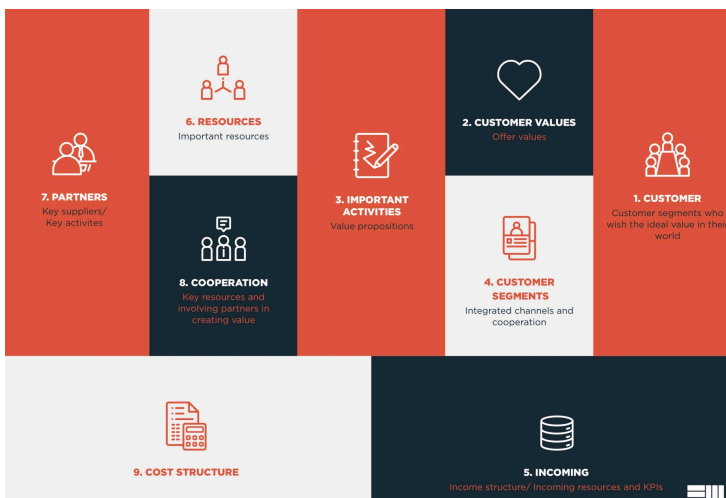 6. RESOURCES
Important resources
2. CUSTOMER VALUES
Offer values
7. PARTNERS
Key suppliers/
Key activites
3. IMPORTANT
ACTIVITIES
Value propositions
1. CUSTOMER
Customer segments who
wish the ideal value in their
world
8. COOPERATION
Key resources and
involving partners in
creating value
4. CUSTOMER
SEGMENTS
Integrated channels and
cooperation
9. COST STRUCTURE
5. INCOMING
Income structure/ Incoming resources and KPIs